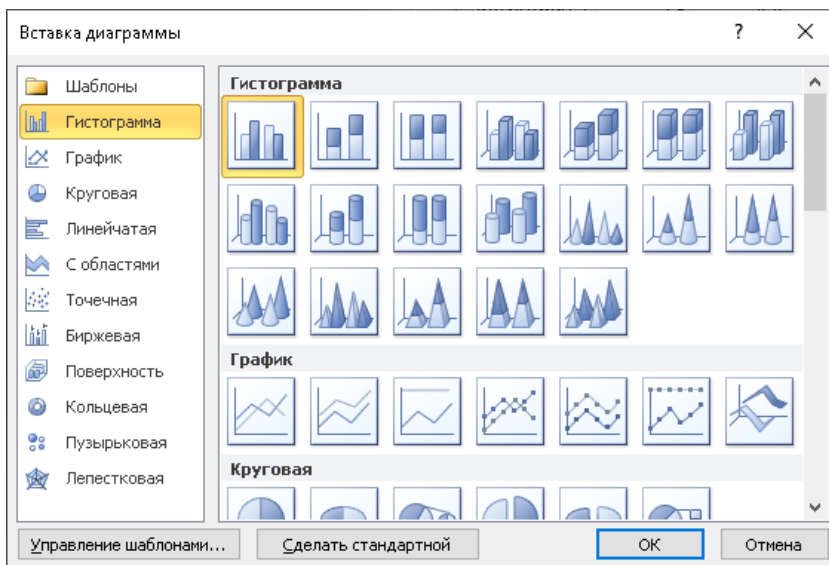 Вставка диаграммы
?
Шаблоны
Гистограмма
График
Круговая
Линейчатая
С областями
Точечная
Биржевая
Поверхность
Кольцевая
Пузырьковая
Лепестковая
Гистограмма
График
Круговая
Управление шаблонами...
Сделать стандартной
ОК
Отмена